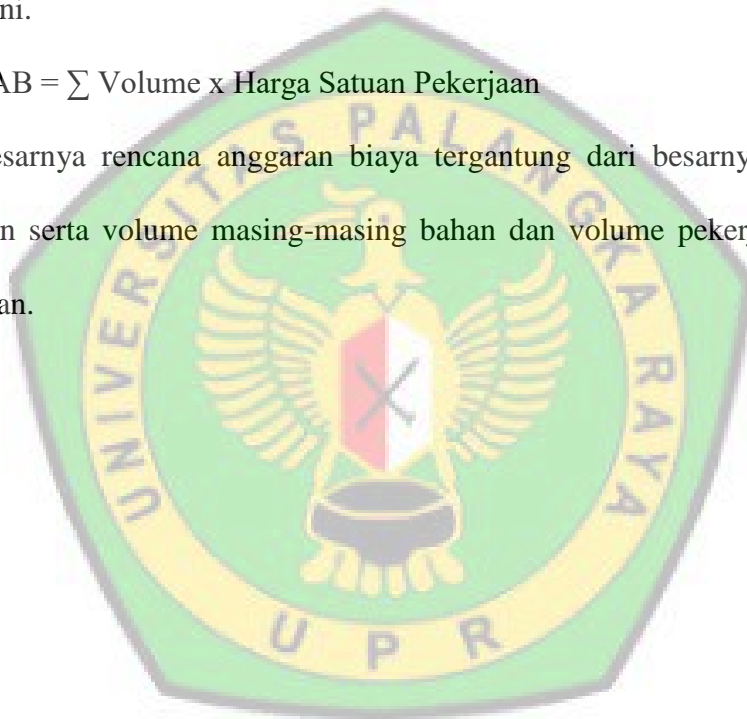 ni.
AB = ∑ Volume x Harga Satuan Pekerjaan
esarnya rencana anggaran biaya tergantung dari besarny
n serta volume masing-masing bahan dan volume peker
an.
UNIVERSITAS PALANGKA RAYA
UPR